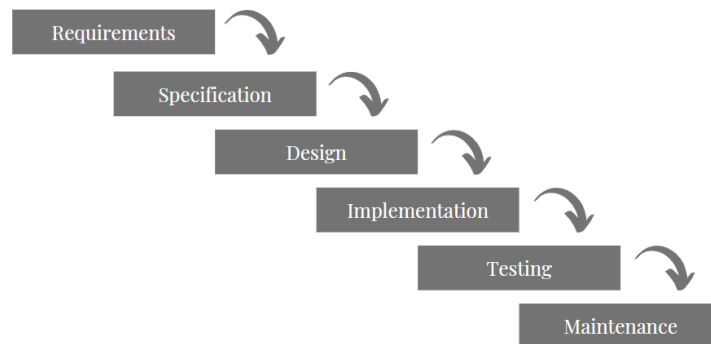 Requirements
Specification
Design
Implementation
Testing
Maintenance